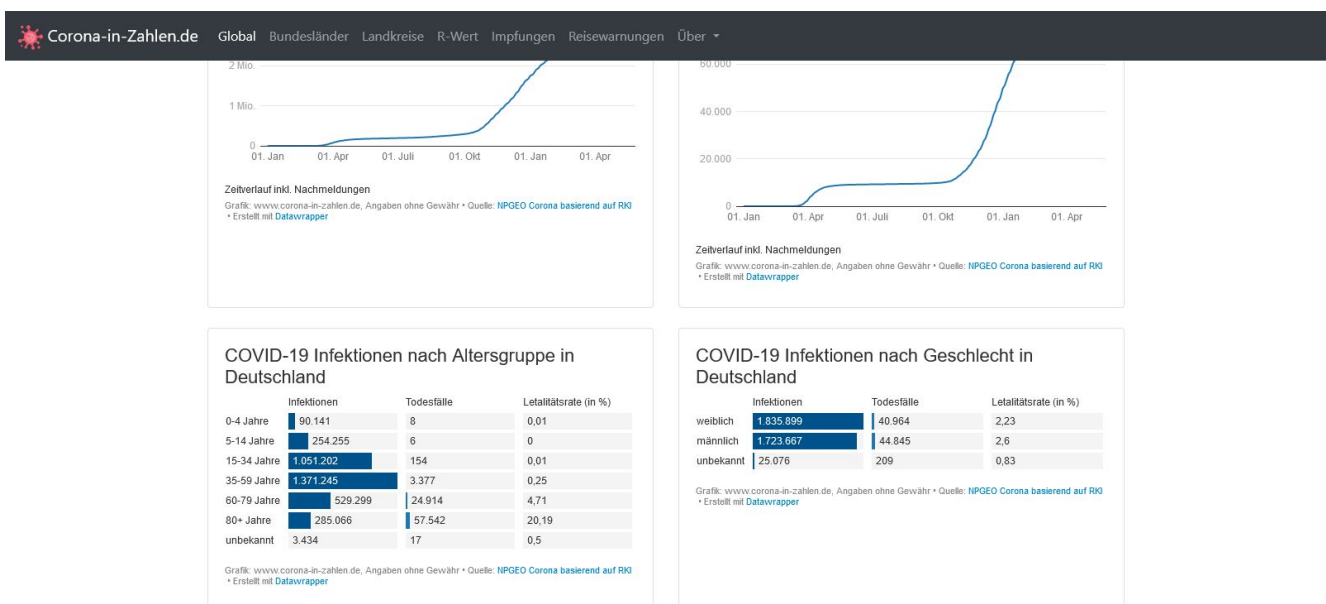 Corona-in-Zahlen.de Global Bundesländer Landkreise R-Wert Impfungen Reisewarnungen Über
2 Mio.
1 Mio.
0
01. Jan 01. Apr 01. Juli 01. Okt 01. Jan 01. Apr
Zeitverlauf inkl. Nachmeldungen
Grafik: www.corona-in-zahlen.de, Angaben ohne Gewähr • Quelle: NPGEO Corona basierend auf RKI
• Erstellt mit Datawrapper
60.000
40.000
20.000
0
01. Jan 01. Apr 01. Juli 01. Okt 01. Jan 01. Apr
Zeitverlauf inkl. Nachmeldungen
Grafik: www.corona-in-zahlen.de, Angaben ohne Gewähr • Quelle: NPGEO Corona basierend auf RKI
• Erstellt mit Datawrapper
COVID-19 Infektionen nach Altersgruppe in
Deutschland
Infektionen Todesfälle Letalitätsrate (in %)
0-4 Jahre 90.141 8 0,01
5-14 Jahre 254.255 6 0
15-34 Jahre 1.051.202 154 0,01
35-59 Jahre 1.371.245 3.377 0,25
60-79 Jahre 529.299 24.914 4,71
80+ Jahre 285.066 57.542 20,19
unbekannt 3.434 17 0,5
Grafik: www.corona-in-zahlen.de, Angaben ohne Gewähr • Quelle: NPGEO Corona basierend auf RKI
• Erstellt mit Datawrapper
COVID-19 Infektionen nach Geschlecht in
Deutschland
Infektionen Todesfälle Letalitätsrate (in %)
weiblich 1.835.899 40.964 2,23
männlich 1.723.667 44.845 2,6
unbekannt 25.076 209 0,83
Grafik: www.corona-in-zahlen.de, Angaben ohne Gewähr • Quelle: NPGEO Corona basierend auf RKI
• Erstellt mit Datawrapper